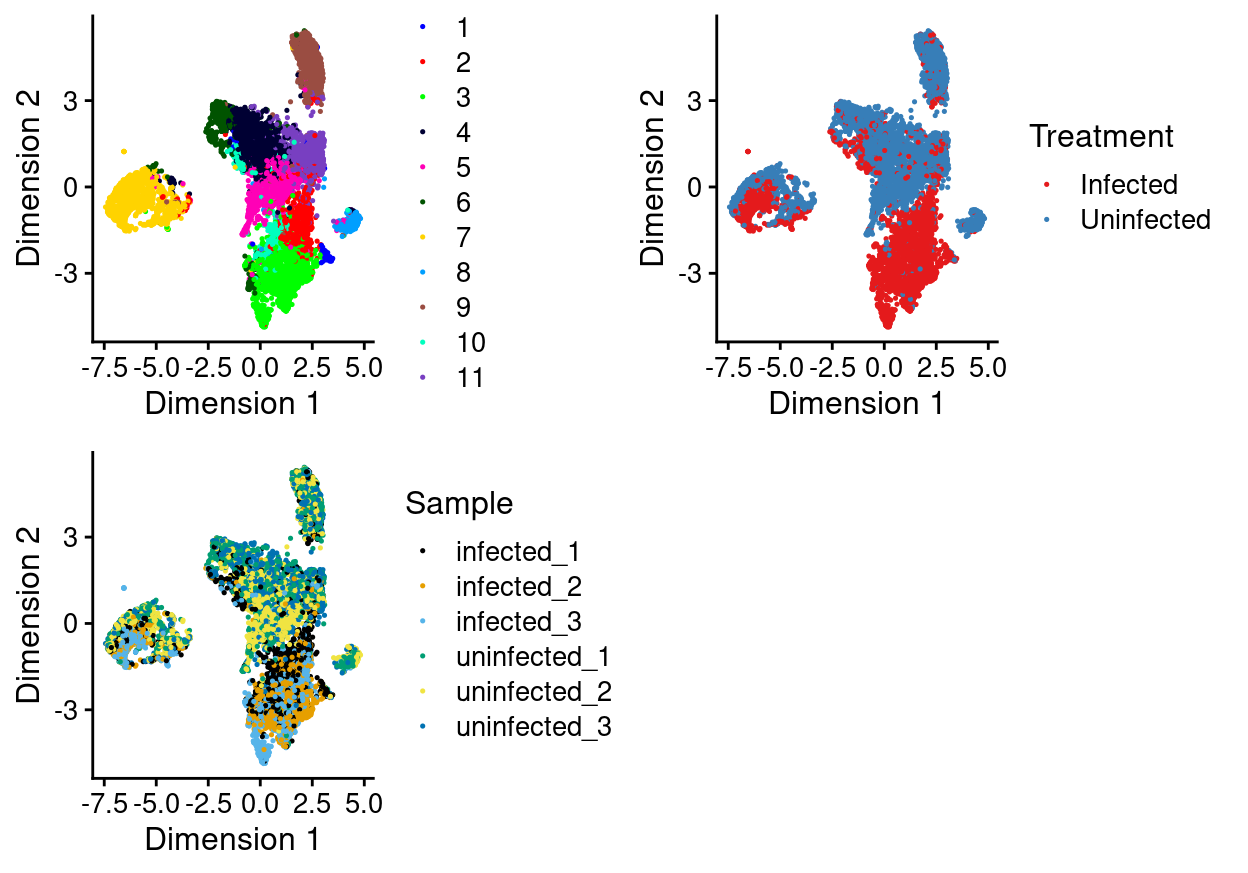 Dimension 2
3
0
-3
-7.5 -5.0 -2.5 0.0 2.5 5.0
Dimension 1
1
2
3
4
5
6
7
8
9
10
11
Dimension 2
3
0
-3
-7.5 -5.0 -2.5 0.0 2.5 5.0
Dimension 1
Treatment
Infected
Uninfected
Dimension 2
3
0
-3
-7.5 -5.0 -2.5 0.0 2.5 5.0
Dimension 1
Sample
infected_1
infected_2
infected_3
uninfected_1
uninfected_2
uninfected_3